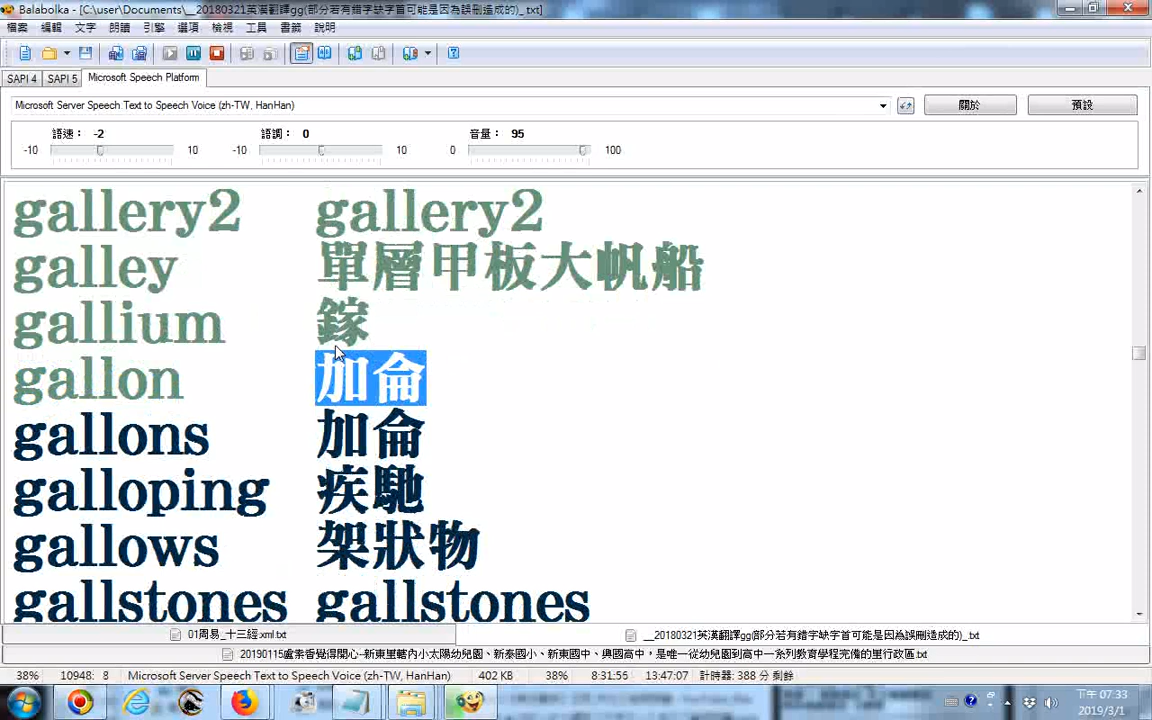 Balabolka - [C:\user\Documents\__20180321英漢翻譯gg(部分若有錯字缺字首可能是因為誤刪造成的)_.txt]
檔案 編輯 文字 朗讀 引擎 選項 檢視 工具 書籤 說明
SAPI 4 SAPI 5 Microsoft Speech Platform
Microsoft Server Speech Text to Speech Voice (zh-TW, HanHan) 關於 預設
語速： -2 語調： 0 音量： 95
-10 10 -10 10 0 100
gallery2 gallery2
galley 單層甲板大帆船
gallium 鎵
gallon 加侖
gallons 加侖
galloping 疾馳
gallows 架狀物
gallstones gallstones
01周易_十三經.xml.txt __20180321英漢翻譯gg(部分若有錯字缺字首可能是因為誤刪造成的)_.txt
20190115盧素香覺得開心-新東里轄內小太陽幼兒園、新泰國小、新東國中、興國高中，是唯一從幼兒園到高中一系列教育學程完備的里行政區.txt
38% 10948: 8 Microsoft Server Speech Text to Speech Voice (zh-TW, HanHan) 402 KB 38% 8:31:55 13:47:07 計時器: 388 分 剩餘
下午 07:33
2019/3/1